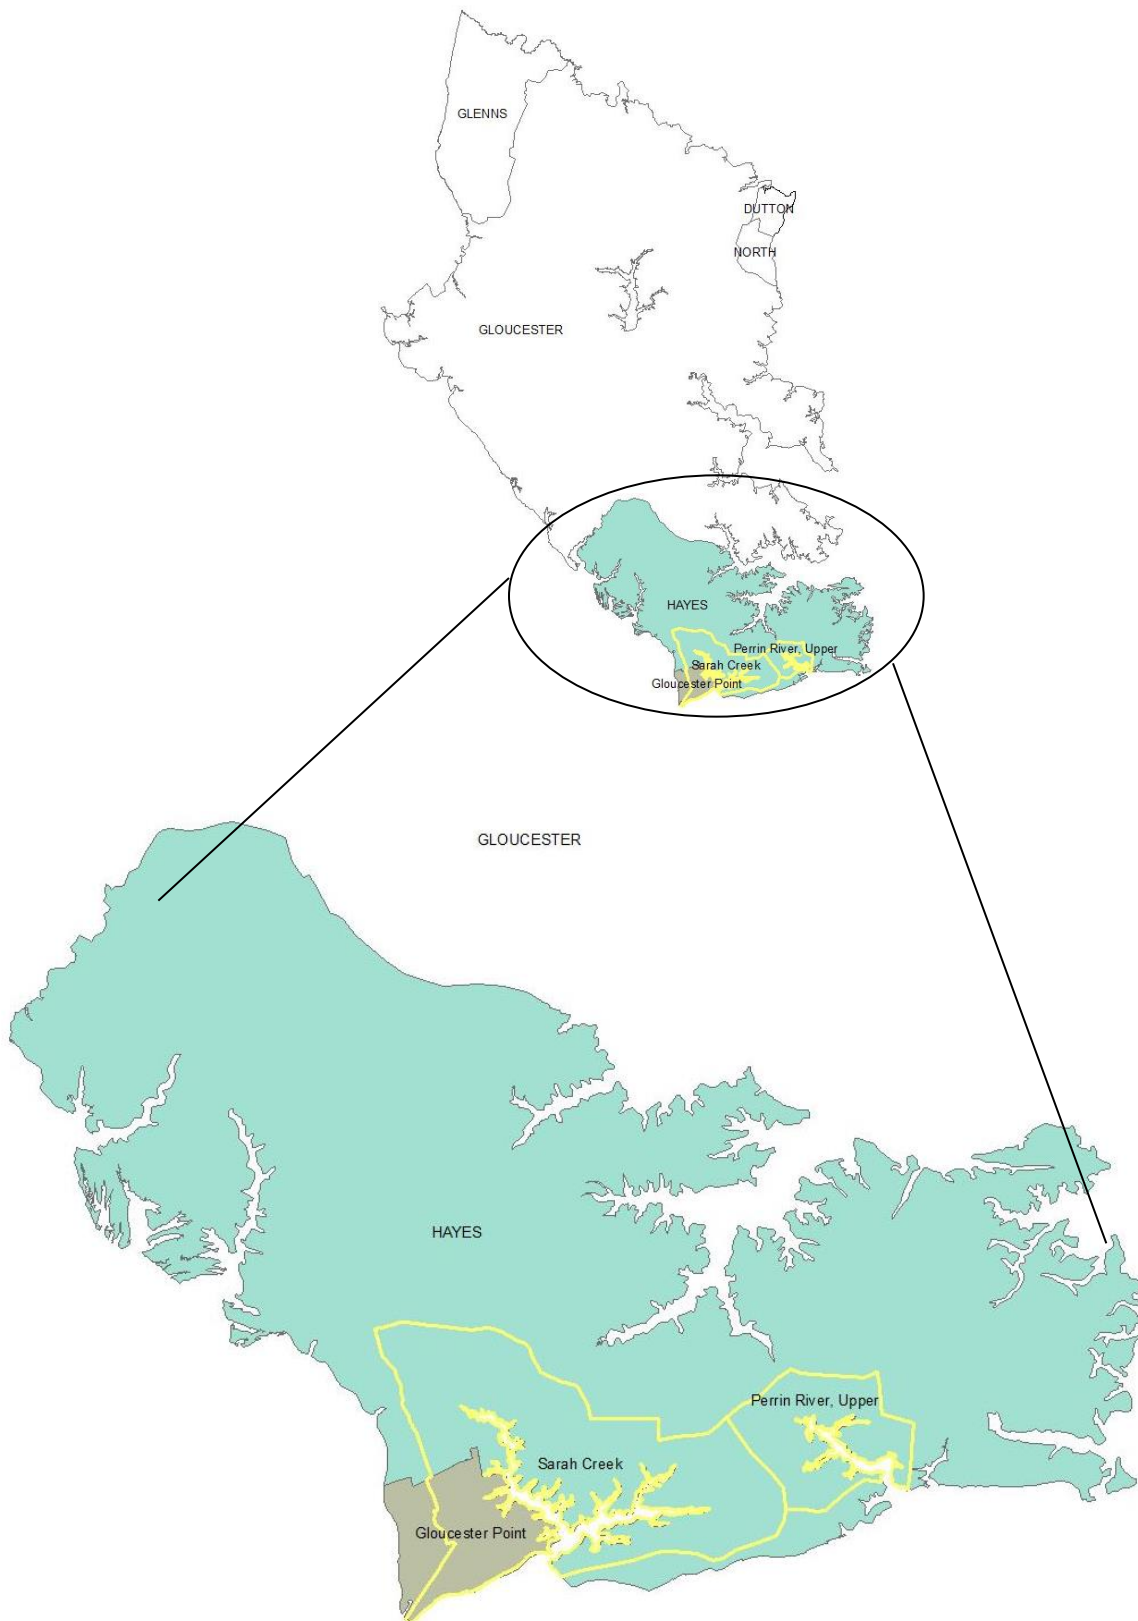 GLENNS
DUTTON
NORTH
GLOUCESTER
HAYES
Perrin River, Upper
Sarah Creek
Gloucester Point
GLOUCESTER
HAYES
Perrin River, Upper
Sarah Creek
Gloucester Point